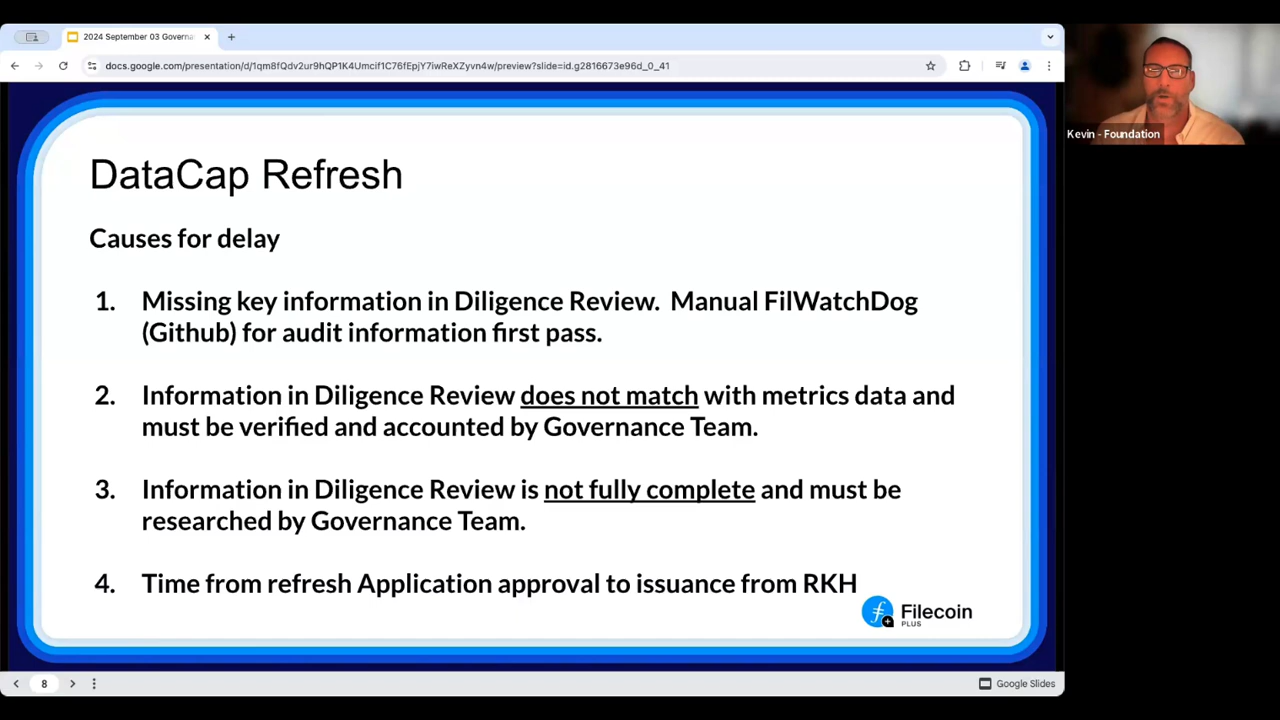 2024 September 03 Governa
docs.google.com/presentation/d/1qm8fQdv2ur9hQP1K4Umcif1C76fEpjY7iwReXZyvn4w/preview?slide=id.g2816673e96d_0_41
Kevin - Foundation
DataCap Refresh
Causes for delay
1. Missing key information in Diligence Review. Manual FilWatchDog
(Github) for audit information first pass.
2. Information in Diligence Review does not match with metrics data and
must be verified and accounted by Governance Team.
3. Information in Diligence Review is not fully complete and must be
researched by Governance Team.
4. Time from refresh Application approval to issuance from RKH
Filecoin
PLUS
8
Google Slides